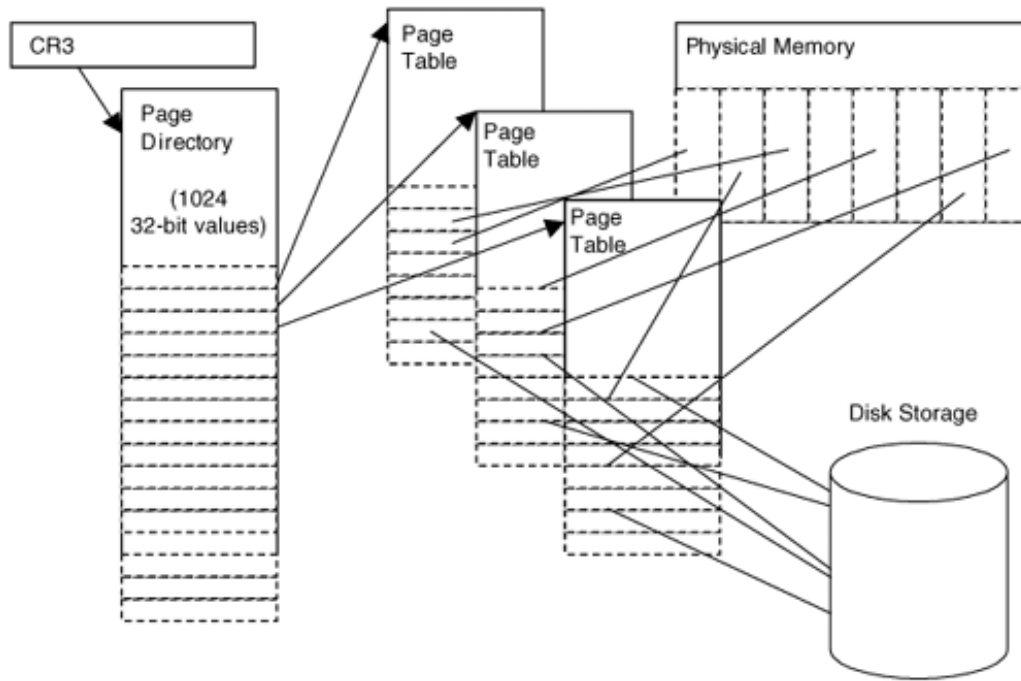 CR3
Page
Directory
(1024
32-bit values)
Page
Table
Page
Table
Page
Table
Physical Memory
Disk Storage